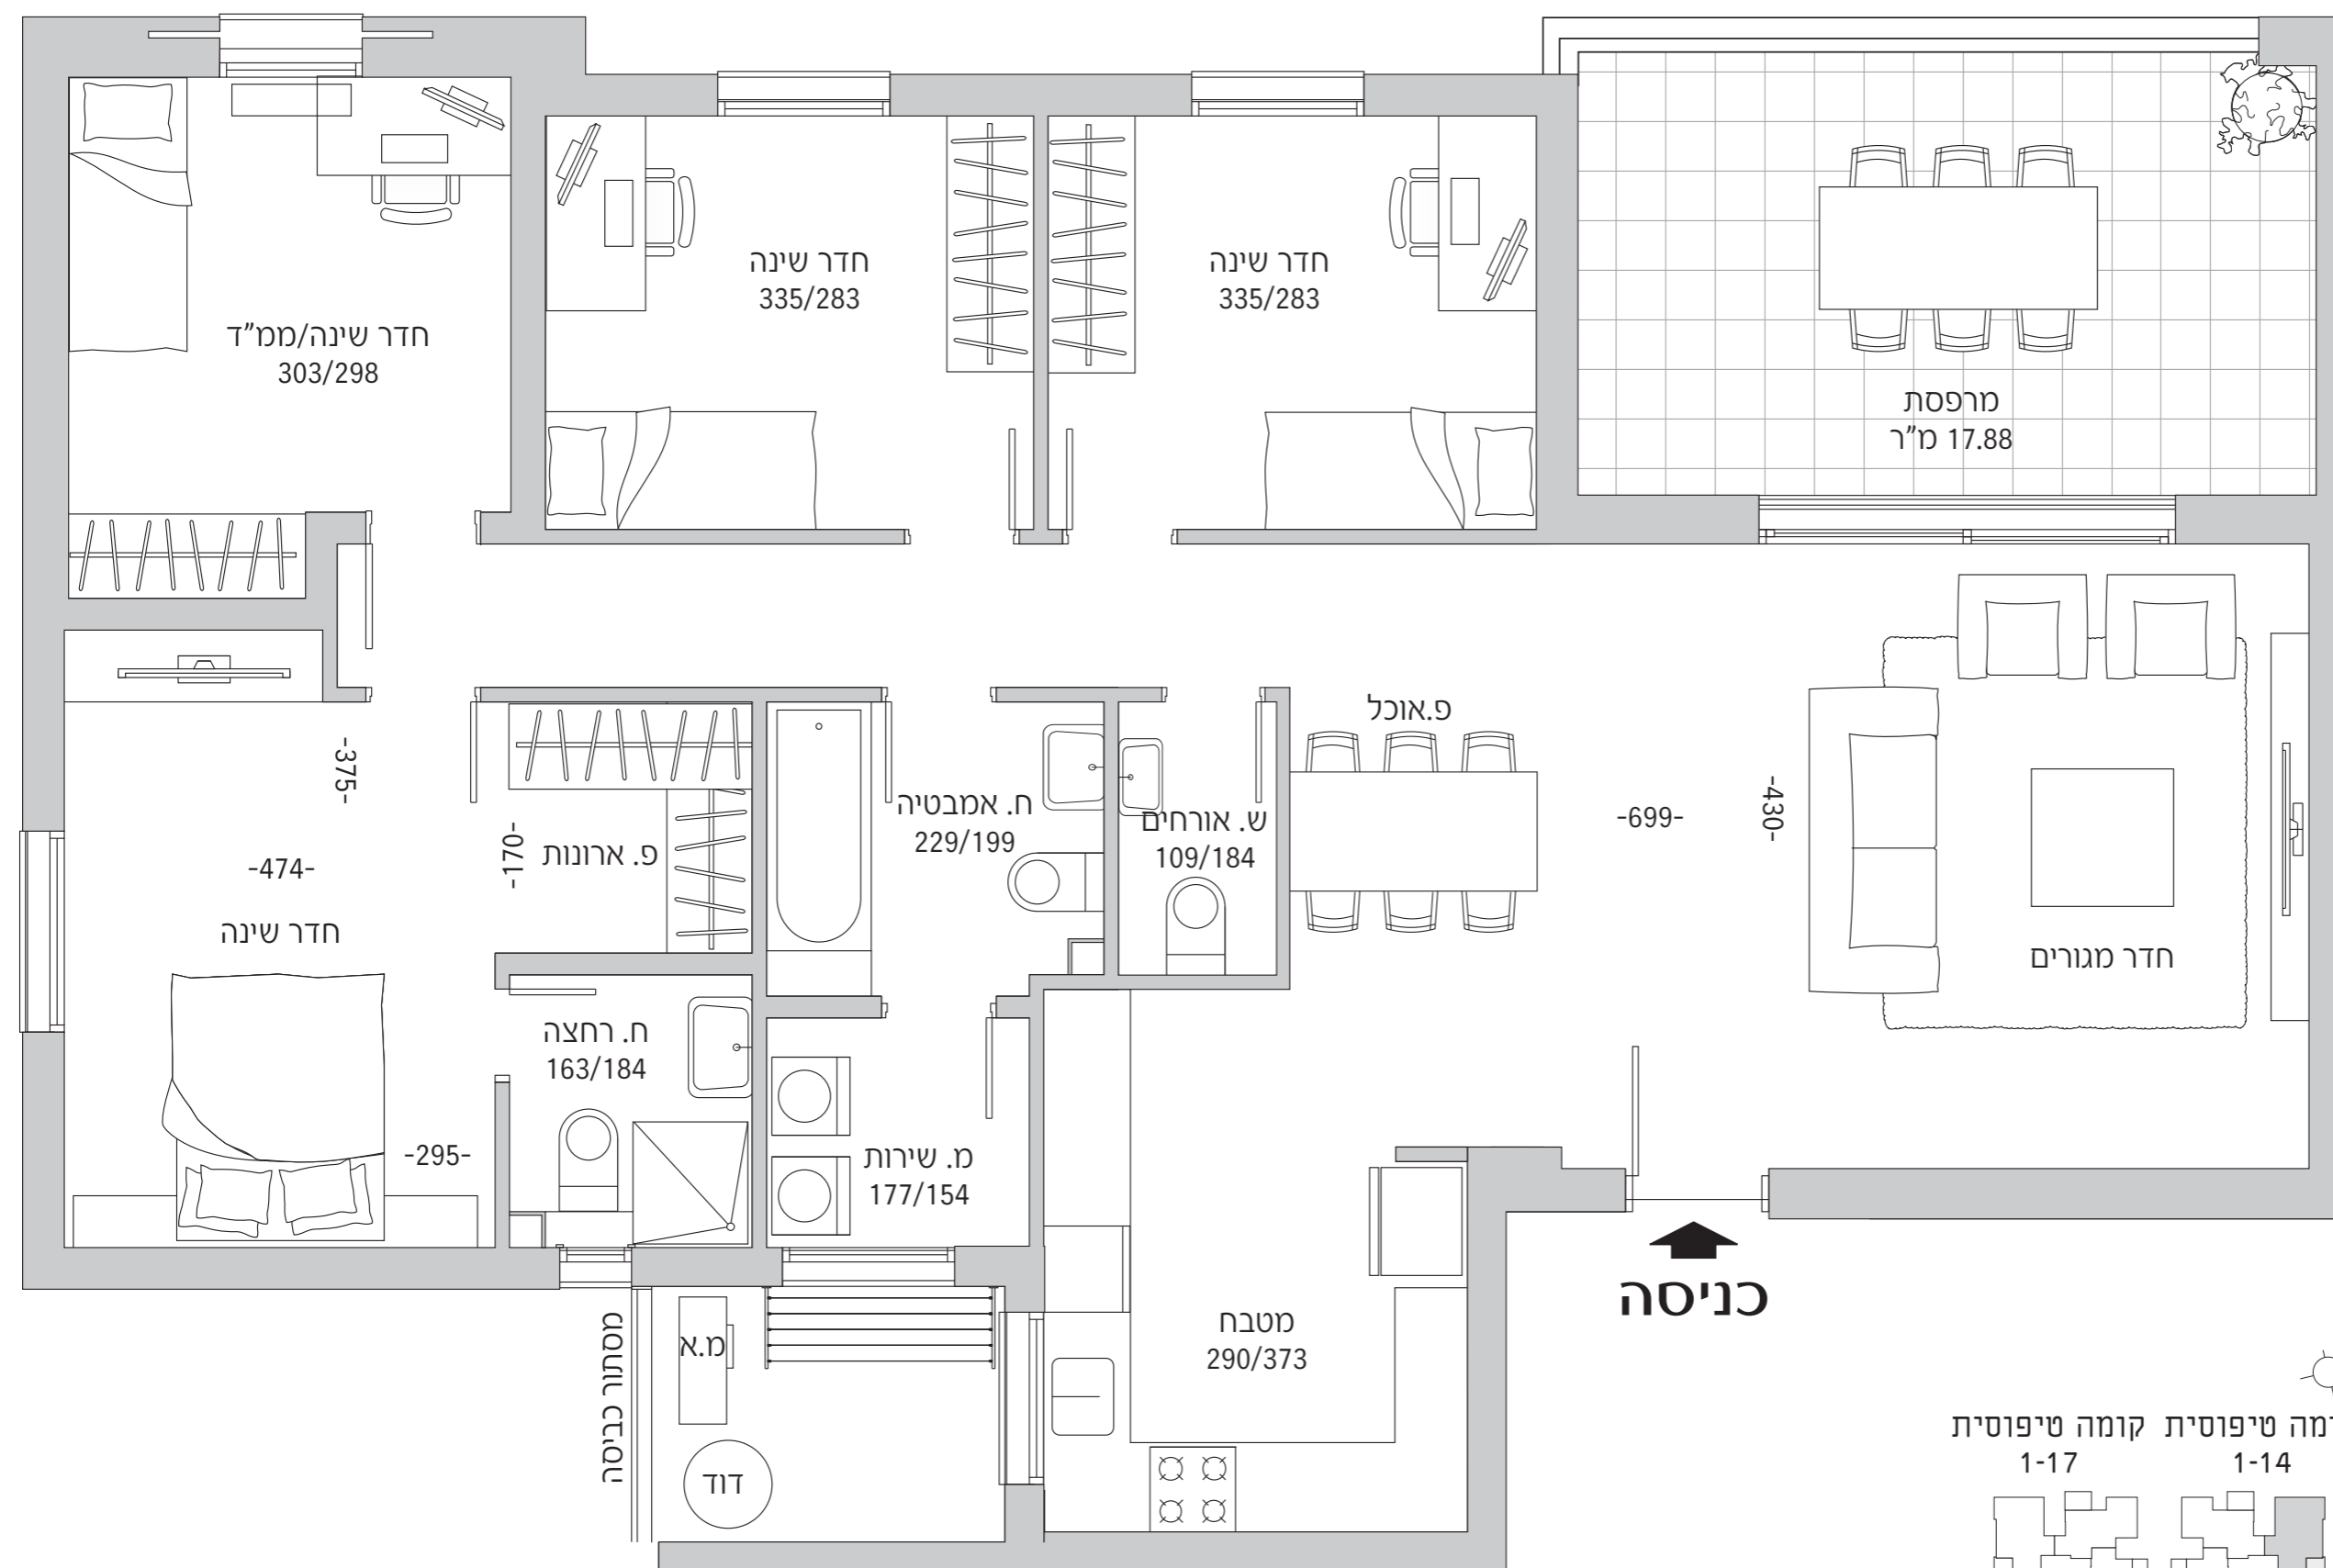 חדר שינה/ממ"ד
303/298
חדר שינה
335/283
חדר שינה
335/283
מרפסת
17.88 מ"ר
-375-
-474-
חדר שינה
-295-
-170-
פ. ארונות
ח. רחצה
163/184
ח. אמבטיה
229/199
ש. אורחים
109/184
פ.אוכל
-699-
-430-
חדר מגורים
מ. שירות
177/154
מטבח
290/373
כניסה
מסתור כביסה
מ.א
דוד
קומה טיפוסית
1-17
טיפוסית
1-14